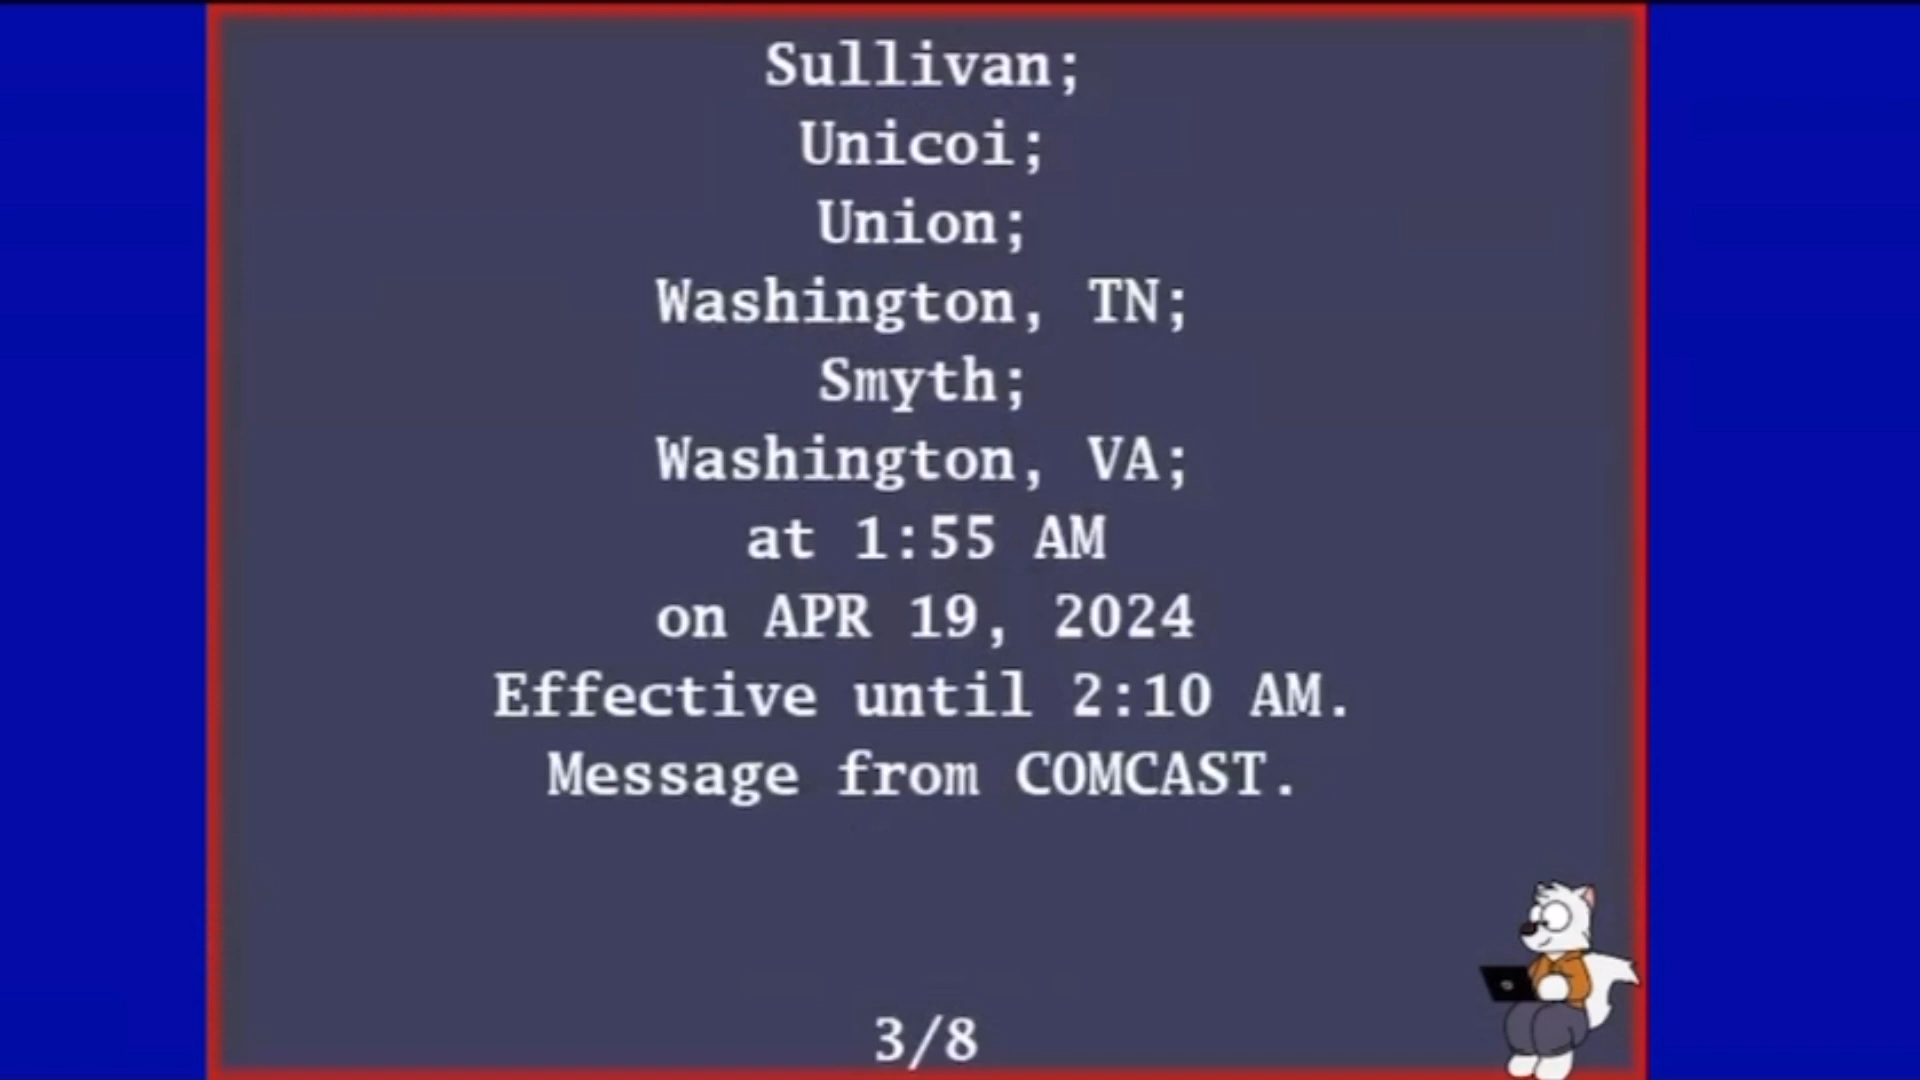 Sullivan;
Unicoi;
Union;
Washington, TN;
Smyth;
Washington, VA;
at 1:55 AM
on APR 19, 2024
Effective until 2:10 AM.
Message from COMCAST.
3/8